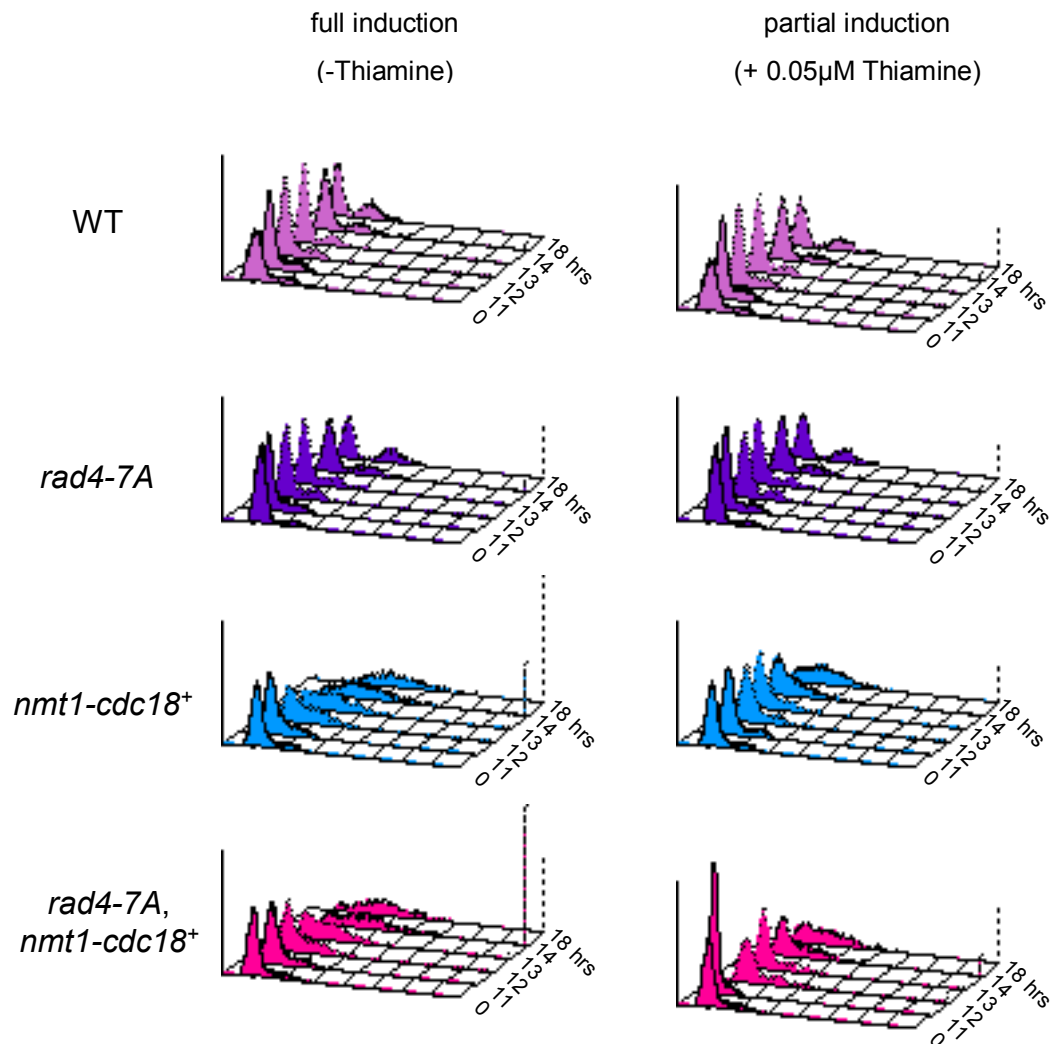 full induction
(-Thiamine)
partial induction
(+ 0.05µM Thiamine)
WT
0
11
12
13
14
18 hrs
0
11
12
13
14
18 hrs
rad4-7A
0
11
12
13
14
18 hrs
0
11
12
13
14
18 hrs
nmt1-cdc18+
0
11
12
13
14
18 hrs
0
11
12
13
14
18 hrs
rad4-7A,
nmt1-cdc18+
0
11
12
13
14
18 hrs
0
11
12
13
14
18 hrs